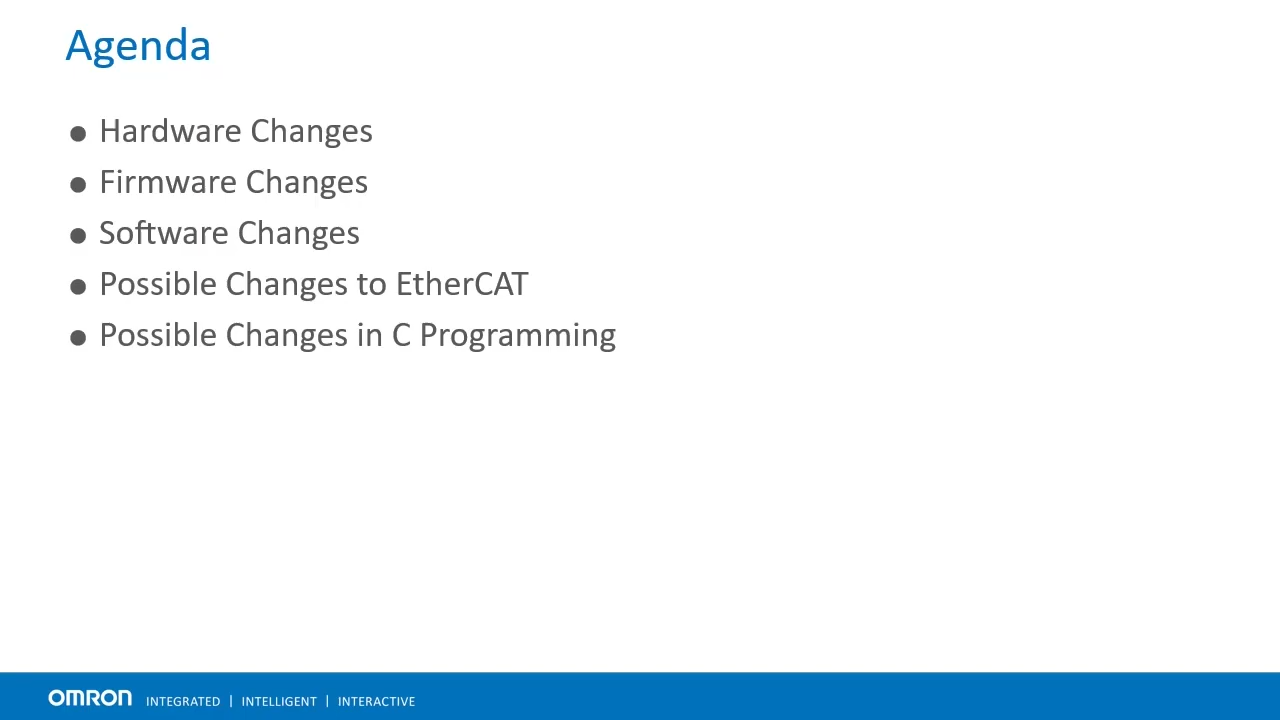 Agenda
● Hardware Changes
● Firmware Changes
● Software Changes
● Possible Changes to EtherCAT
● Possible Changes in C Programming
OMRON INTEGRATED | INTELLIGENT | INTERACTIVE